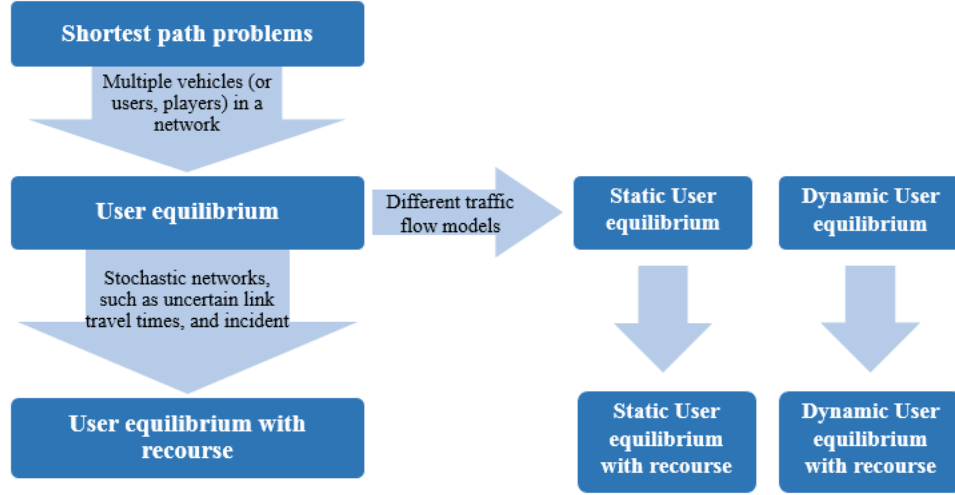 Shortest path problems
Multiple vehicles (or
users, players) in a
network
User equilibrium
Different traffic
flow models
Static User
equilibrium
Dynamic User
equilibrium
Stochastic networks,
such as uncertain link
travel times, and incident
User equilibrium with
recourse
Static User
equilibrium
with recourse
Dynamic User
equilibrium
with recourse